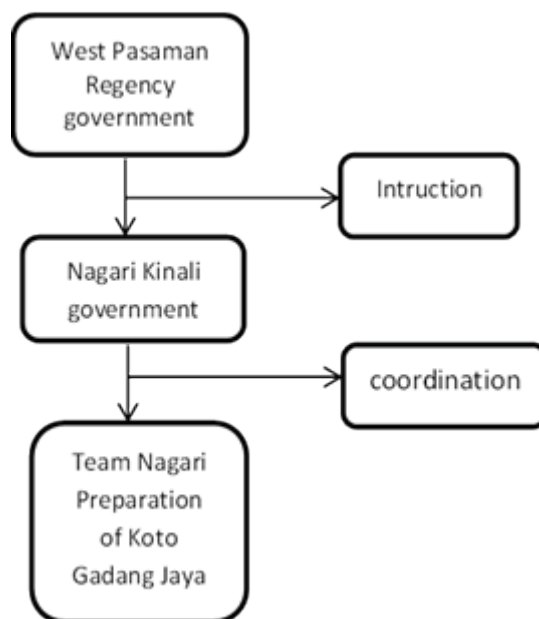 West Pasaman
Regency
government
Intruction
Nagari Kinali
government
coordination
Team Nagari
Preparation
of Koto
Gadang Jaya